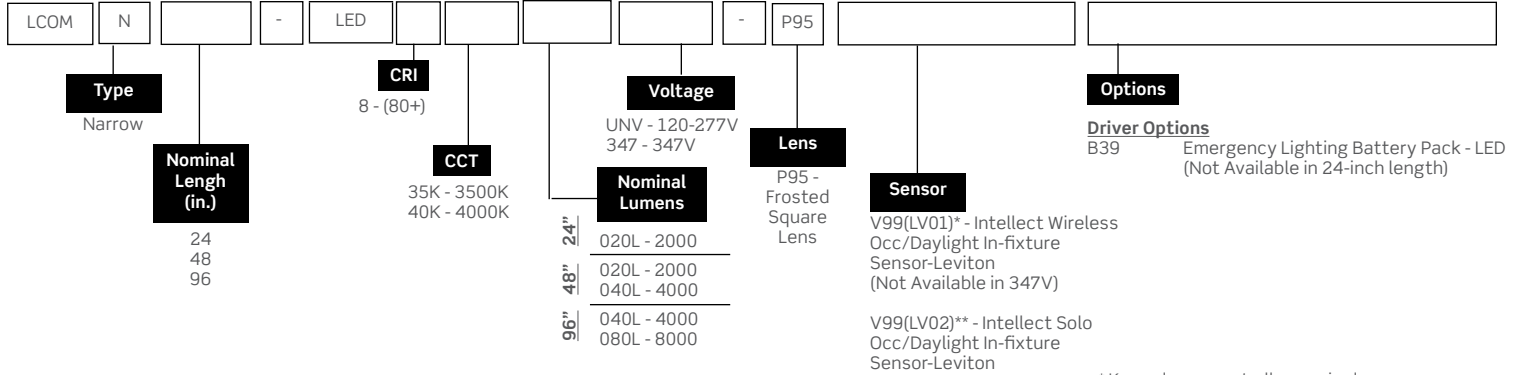 LCOM N - LED - P95
Type
Narrow
Nominal
Lengh
(in.)
24
48
96
CRI
8 - (80+)
CCT
35K - 3500K
40K - 4000K
Nominal
Lumens
24" 020L - 2000
48" 020L - 2000
040L - 4000
96" 040L - 4000
080L - 8000
Voltage
UNV - 120-277V
347 - 347V
Lens
P95 -
Frosted
Square
Lens
Sensor
V99(LV01)* - Intellect Wireless
Occ/Daylight In-fixture
Sensor-Leviton
(Not Available in 347V)
V99(LV02)** - Intellect Solo
Occ/Daylight In-fixture
Sensor-Leviton
Options
Driver Options
B39 Emergency Lighting Battery Pack - LED
(Not Available in 24-inch length)